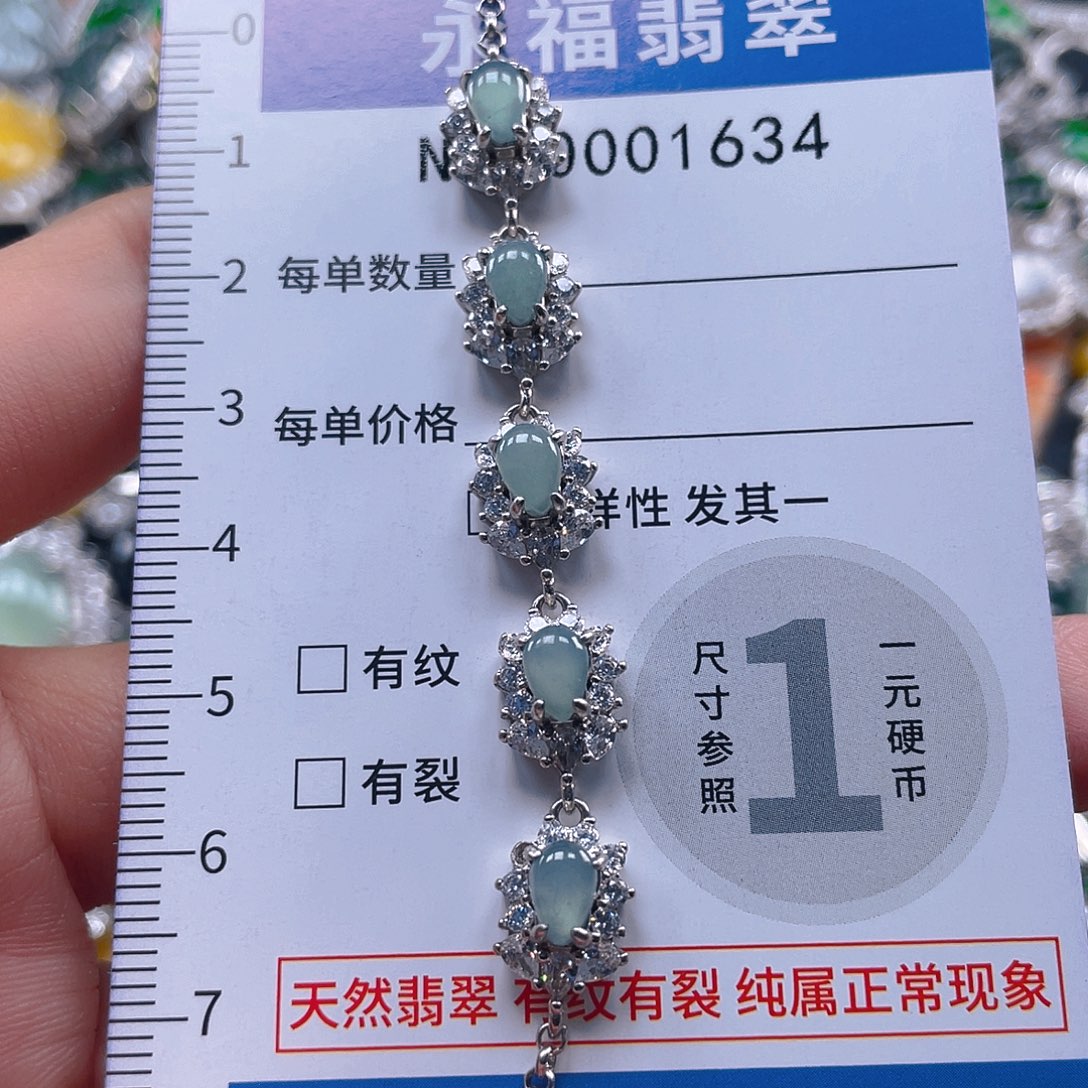 0
永福翡翠
1
N 0001634
2
每单数量
3
每单价格
样性 发其一
4
有纹
5
有裂
尺寸参照
1
一元硬币
6
天然翡翠 有纹有裂 纯属正常现象
7